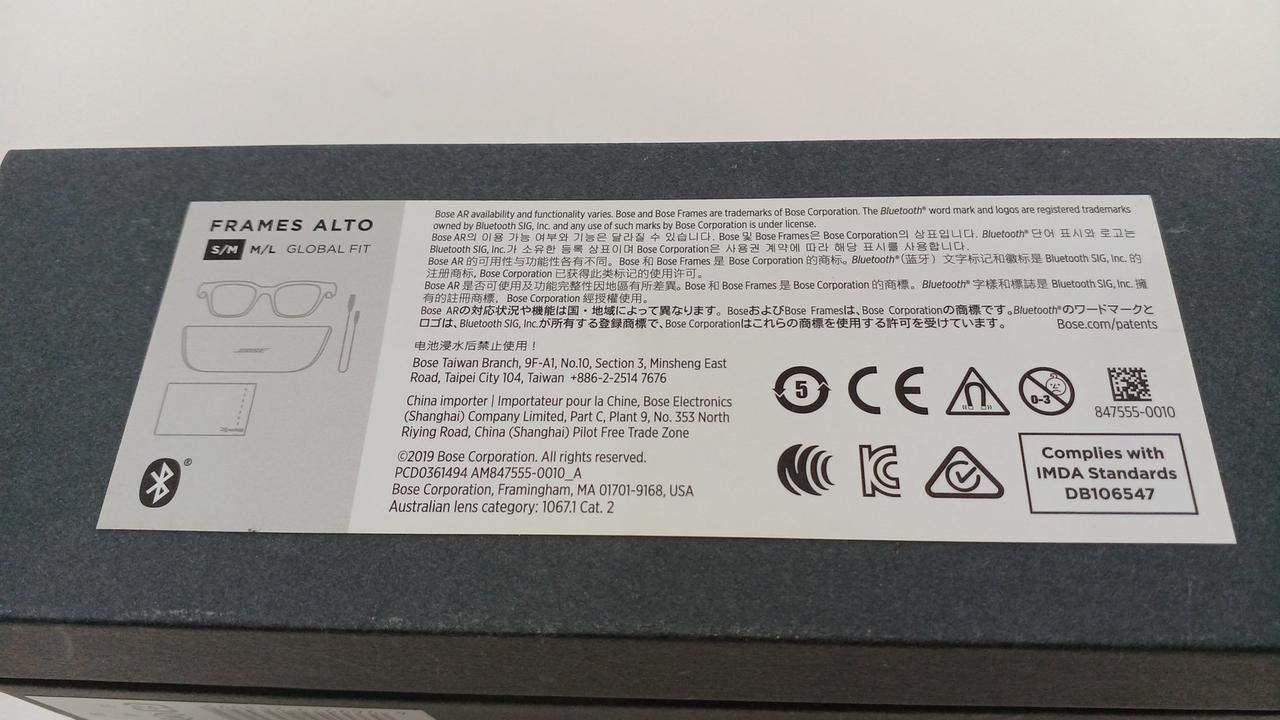 FRAMES ALTO
S/M M/L GLOBAL FIT
BOSE
Bose AR availability and functionality varies. Bose and Bose Frames are trademarks of Bose Corporation. The Bluetooth® word mark and logos are registered trademarks
owned by Bluetooth SIG, Inc. and any use of such marks by Bose Corporation is under license.
Bose AR의 이용 가능 여부와 기능은 달라질 수 있습니다. Bose 및 Bose Frames은 Bose Corporation의 상표입니다. Bluetooth® 단어 표시와 로고는
Bluetooth SIG, Inc.가 소유한 등록 상표이며 Bose Corporation은 사용권 계약에 따라 해당 표시를 사용합니다.
Bose AR 的可用性与功能性各有不同。Bose 和 Bose Frames 是 Bose Corporation 的商标。Bluetooth®(蓝牙）文字标记和徽标是 Bluetooth SIG, Inc. 的
注册商标, Bose Corporation 已获得此类标记的使用许可。
Bose AR 是否可使用及功能完整性因地區有所差異。Bose 和 Bose Frames 是 Bose Corporation 的商標。Bluetooth® 字樣和標誌是 Bluetooth SIG, Inc. 擁
有的註冊商標，Bose Corporation 經授權使用。
Bose ARの対応状況や機能は国・地域によって異なります。BoseおよびBose Framesは、Bose Corporationの商標です。Bluetooth®のワードマークと
ロゴは、Bluetooth SIG, Inc.が所有する登録商標で、Bose Corporationはこれらの商標を使用する許可を受けています。
Bose.com/patents
电池浸水后禁止使用！
Bose Taiwan Branch, 9F-A1, No.10, Section 3, Minsheng East
Road, Taipei City 104, Taiwan +886-2-2514 7676
China importer | Importateur pour la Chine, Bose Electronics
(Shanghai) Company Limited, Part C, Plant 9, No. 353 North
Riying Road, China (Shanghai) Pilot Free Trade Zone
©2019 Bose Corporation. All rights reserved.
PCD0361494 AM847555-0010_A
Bose Corporation, Framingham, MA 01701-9168, USA
Australian lens category: 1067.1 Cat. 2
5
CE
0-3
847555-0010
KC
Complies with
IMDA Standards
DB106547
®